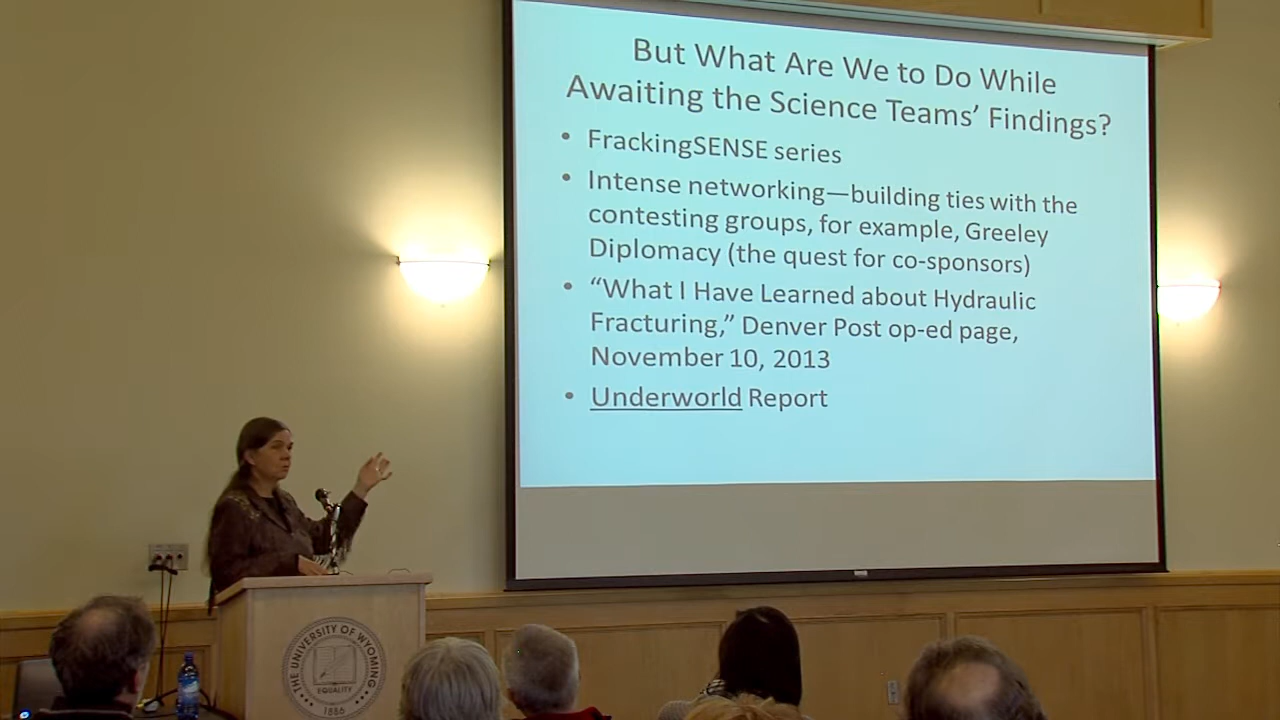 But What Are We to Do While
Awaiting the Science Teams’ Findings?
• FrackingSENSE series
• Intense networking—building ties with the
contesting groups, for example, Greeley
Diplomacy (the quest for co-sponsors)
• “What I Have Learned about Hydraulic
Fracturing,” Denver Post op-ed page,
November 10, 2013
• Underworld Report
THE UNIVERSITY OF WYOMING
EQUALITY
1886